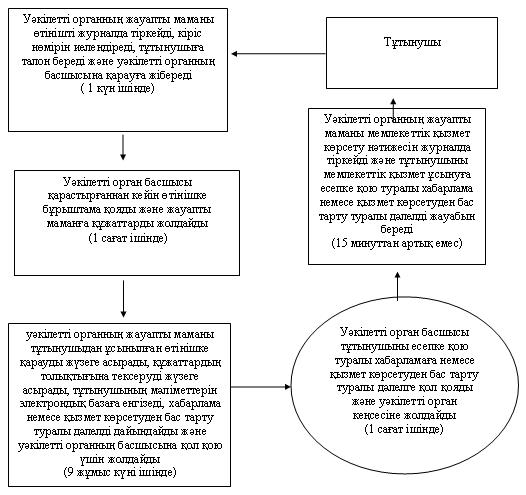 Уәкілетті органның жауапты маманы
өтінішті журналда тіркейді, кіріс
нөмірін иелендіреді, тұтынушыға
талон береді және уәкілетті органның
басшысына қарауға жібереді
( 1 күн ішінде)
Тұтынушы
Уәкілетті орган басшысы
қарастырғаннан кейін өтінішке
бұрыштама қояды және жауапты
маманға құжаттарды жолдайды
(1 сағат ішінде)
Уәкілетті органның жауапты
маманы мемлекеттік қызмет
көрсету нәтижесін журналда
тіркейді және тұтынушыны
мемлекеттік қызмет ұсынуға
есепке қою туралы хабарлама
немесе қызмет көрсетуден бас
тарту туралы дәлелді жауабын
береді
(15 минуттан артық емес)
уәкілетті органның жауапты маманы
тұтынушыдан ұсынылған өтінішке
қарауды жүзеге асырады, құжаттардың
толықтығына тексеруді жүзеге
асырады, тұтынушының мәліметтерін
электрондық базаға енгізеді, хабарлама
немесе қызмет көрсетуден бас тарту
туралы дәлелді дайындайды және
уәкілетті органның басшысына қол қою
үшін жолдайды
(9 жұмыс күні ішінде)
Уәкілетті орган басшысы
тұтынушыны есепке қою
туралы хабарламаға немесе
қызмет көрсетуден бас тарту
туралы дәлелге қол қояды
және уәкілетті орган
кеңсесіне жолдайды
(1 сағат ішінде)